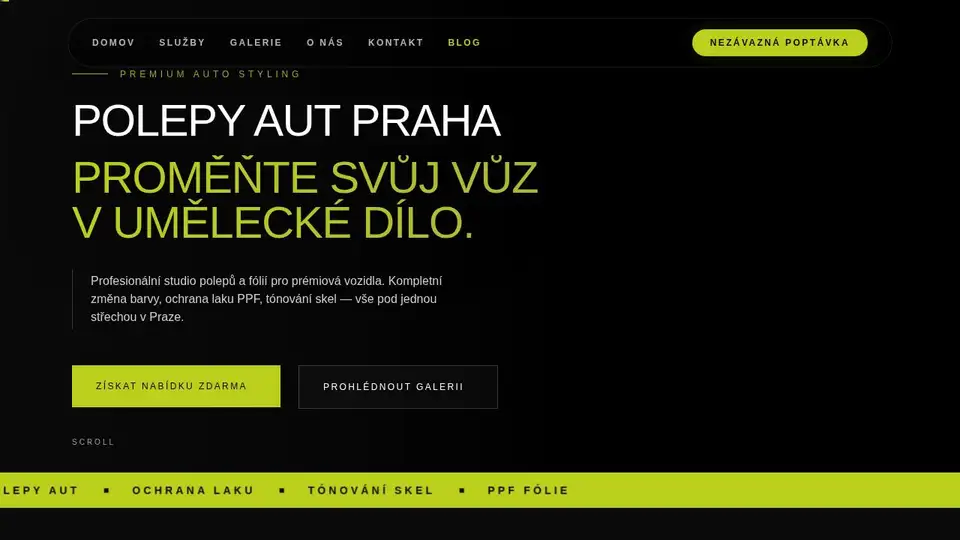 DOMOV SLUŽBY GALERIE O NÁS KONTAKT BLOG NEZÁVAZNÁ POPTÁVKA
PREMIUM AUTO STYLING
POLEPY AUT PRAHA
PROMĚŇTE SVŮJ VŮZ
V UMĚLECKÉ DÍLO.
Profesionální studio polepů a fólií pro prémiová vozidla. Kompletní
změna barvy, ochrana laku PPF, tónování skel — vše pod jednou
střechou v Praze.
ZÍSKAT NABÍDKU ZDARMA PROHLÉDNOUT GALERII
SCROLL
LEPY AUT ▪ OCHRANA LAKU ▪ TÓNOVÁNÍ SKEL ▪ PPF FÓLIE